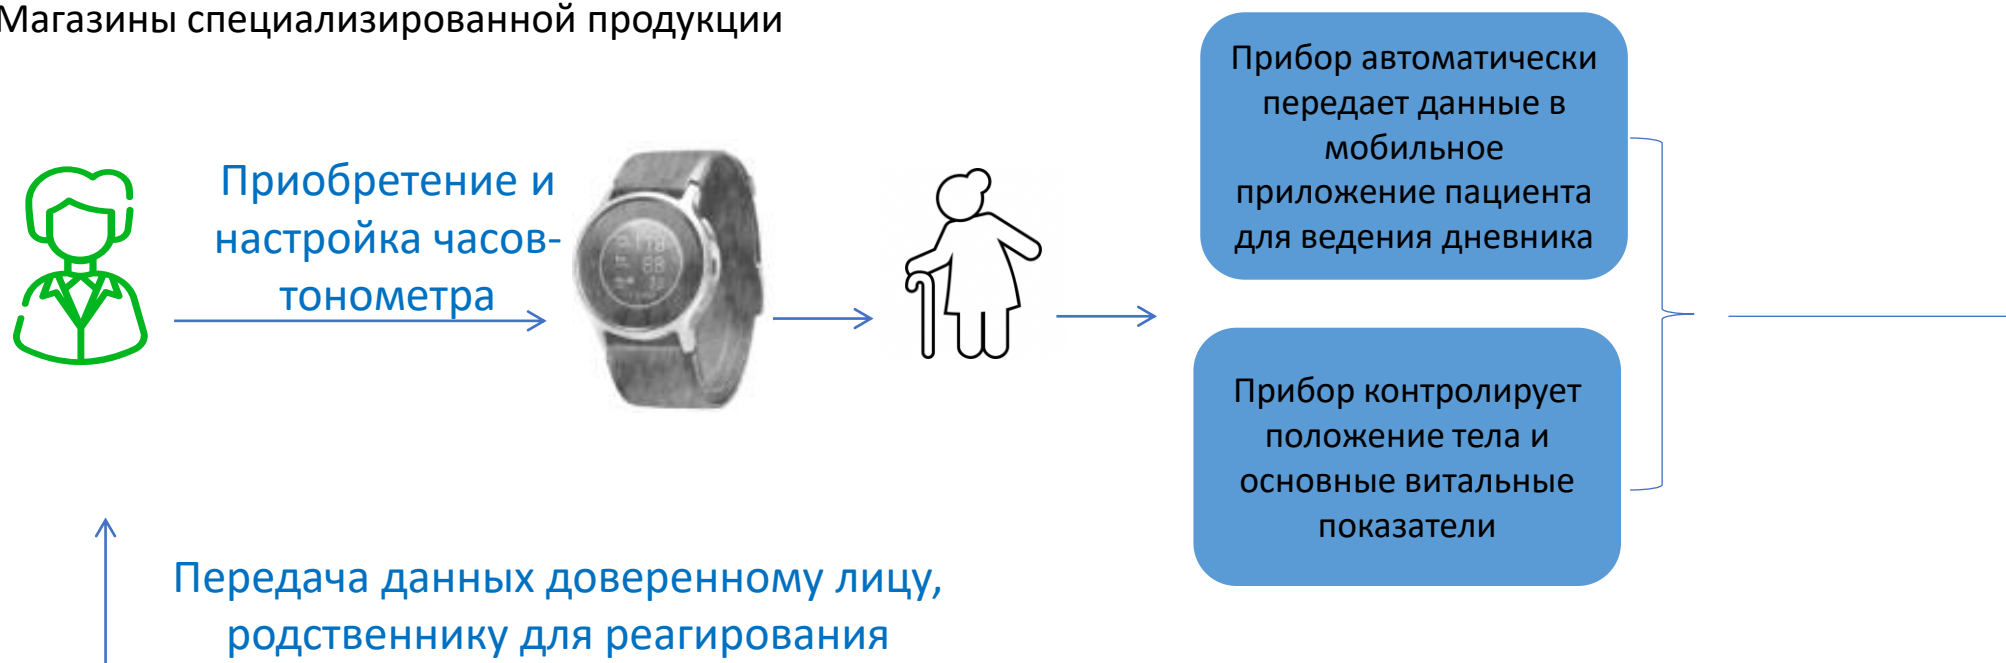 Магазины специализированной продукции
Приобретение и
настройка часов-
тонометра
Прибор автоматически
передает данные в
мобильное
приложение пациента
для ведения дневника
Прибор контролирует
положение тела и
основные витальные
показатели
Передача данных доверенному лицу,
родственнику для реагирования